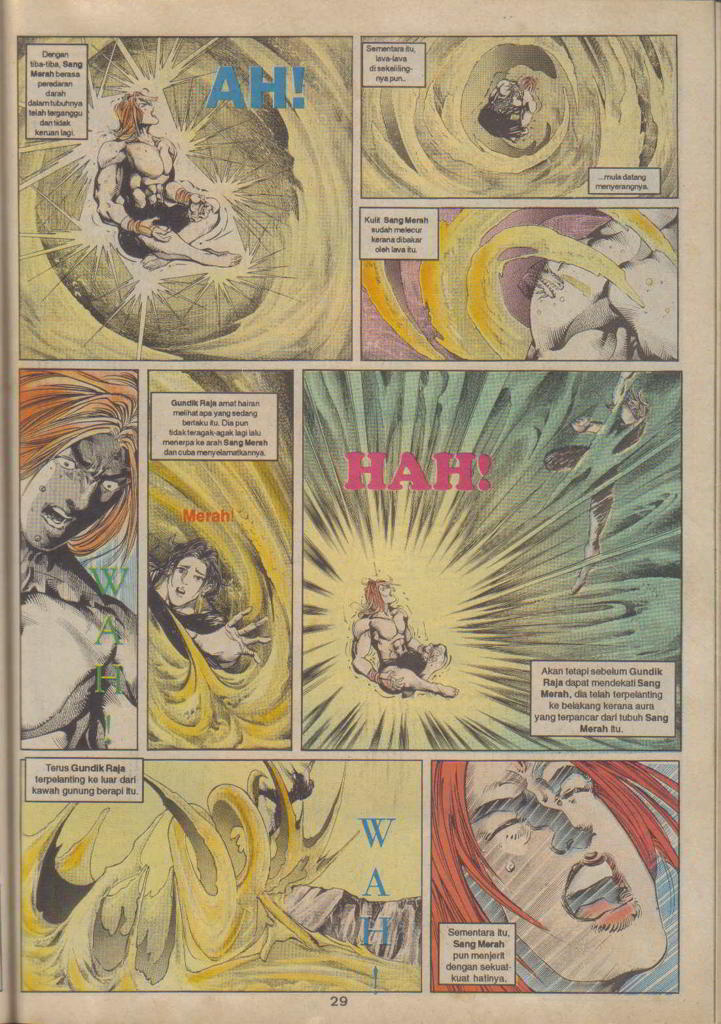 Dengan
tiba-tiba, Sang
Merah berasa
peredaran
darah
dalam tubuhnya
telah terganggu
dan tidak
keruan lagi.
AH!
Sementara itu,
lava-lava
di sekeliling-
nya pun..
...mula datang
menyerangnya.
Kulit Sang Merah
sudah melecur
kerana dibakar
oleh lava itu.
WAH!
Gundik Raja amat hairan
melihat apa yang sedang
berlaku itu. Dia pun
tidak teragak-agak lagi lalu
menerpa ke arah Sang Merah
dan cuba menyelamatkannya.
Merah!
HAH!
Akan tetapi sebelum Gundik
Raja dapat mendekati Sang
Merah, dia telah terpelanting
ke belakang kerana aura
yang terpancar dari tubuh Sang
Merah itu.
Terus Gundik Raja
terpelanting ke luar dari
kawah gunung berapi itu.
WAH!
Sementara itu,
Sang Merah
pun menjerit
dengan sekuat-
kuat hatinya.
29